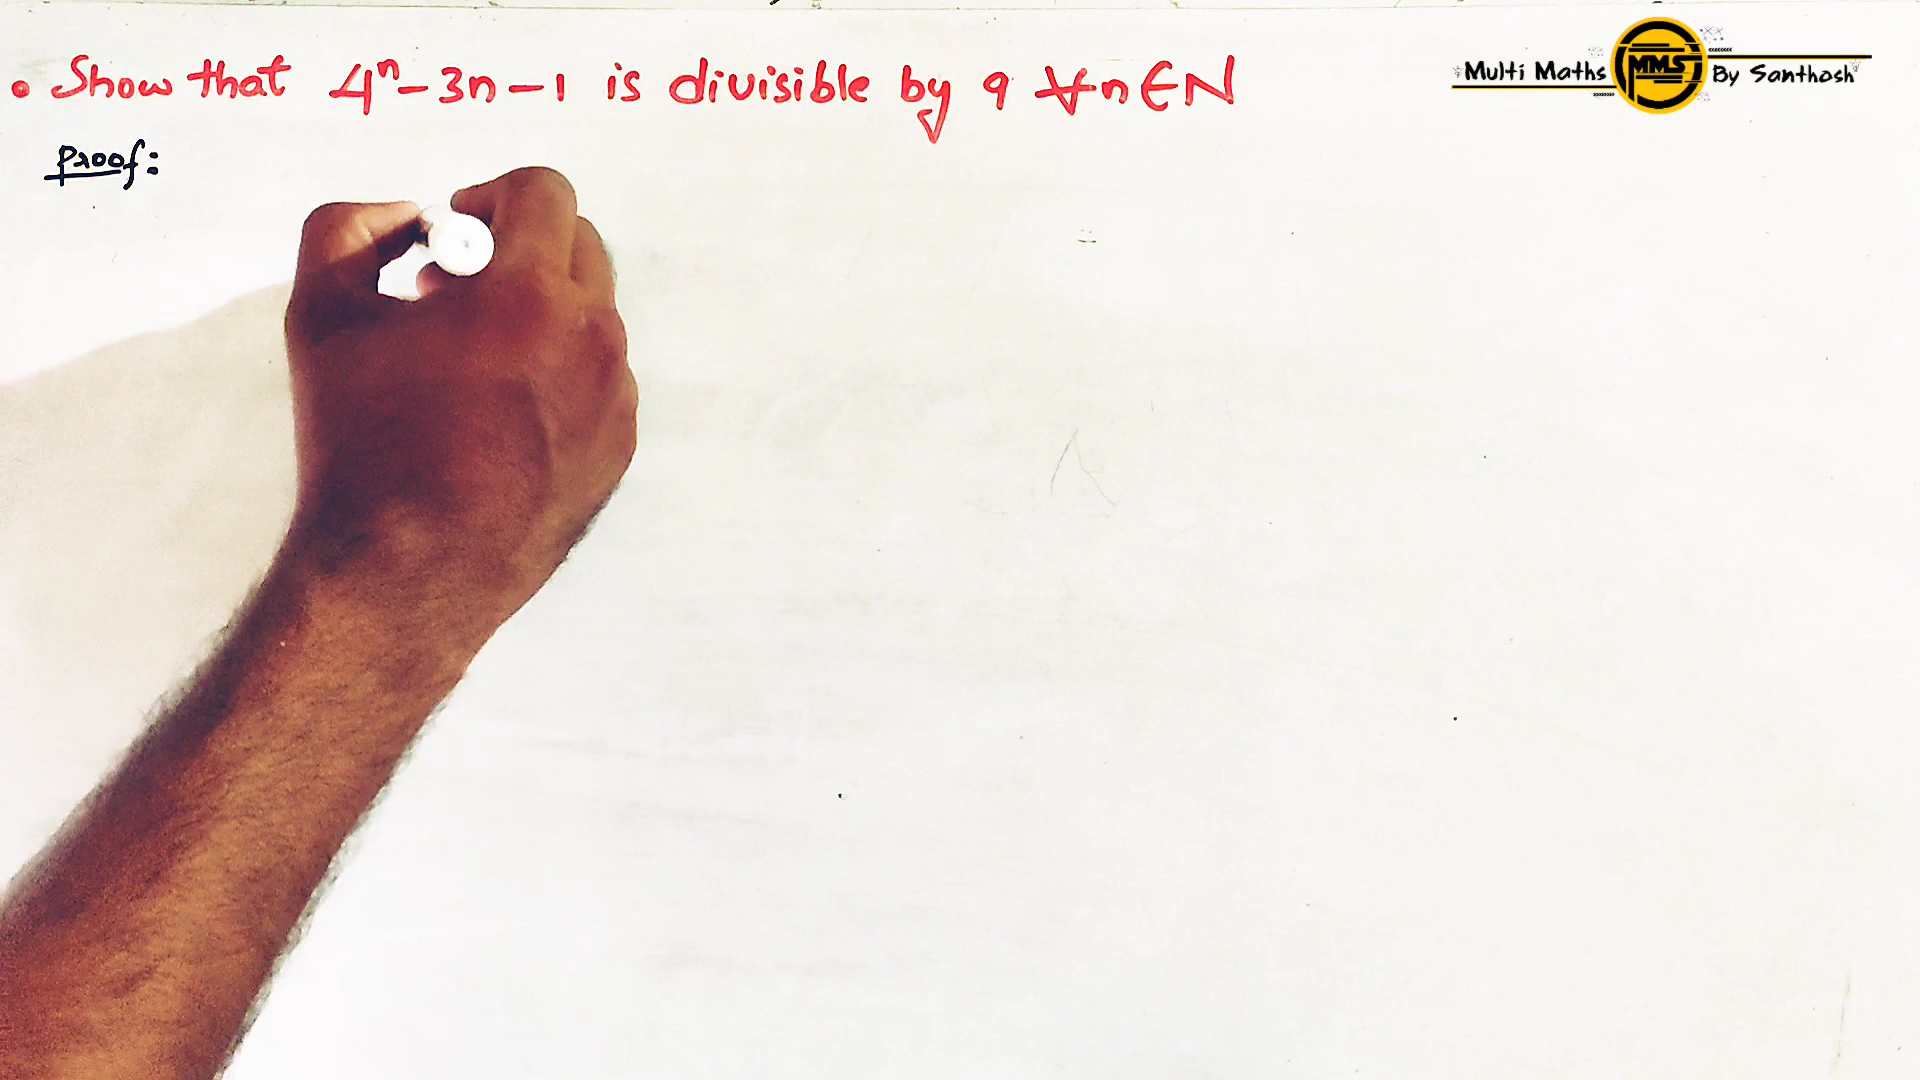 • Show that 4ⁿ-3n-1 is divisible by 9 ∀n∈N
Multi Maths MMS By Santhosh
Proof: